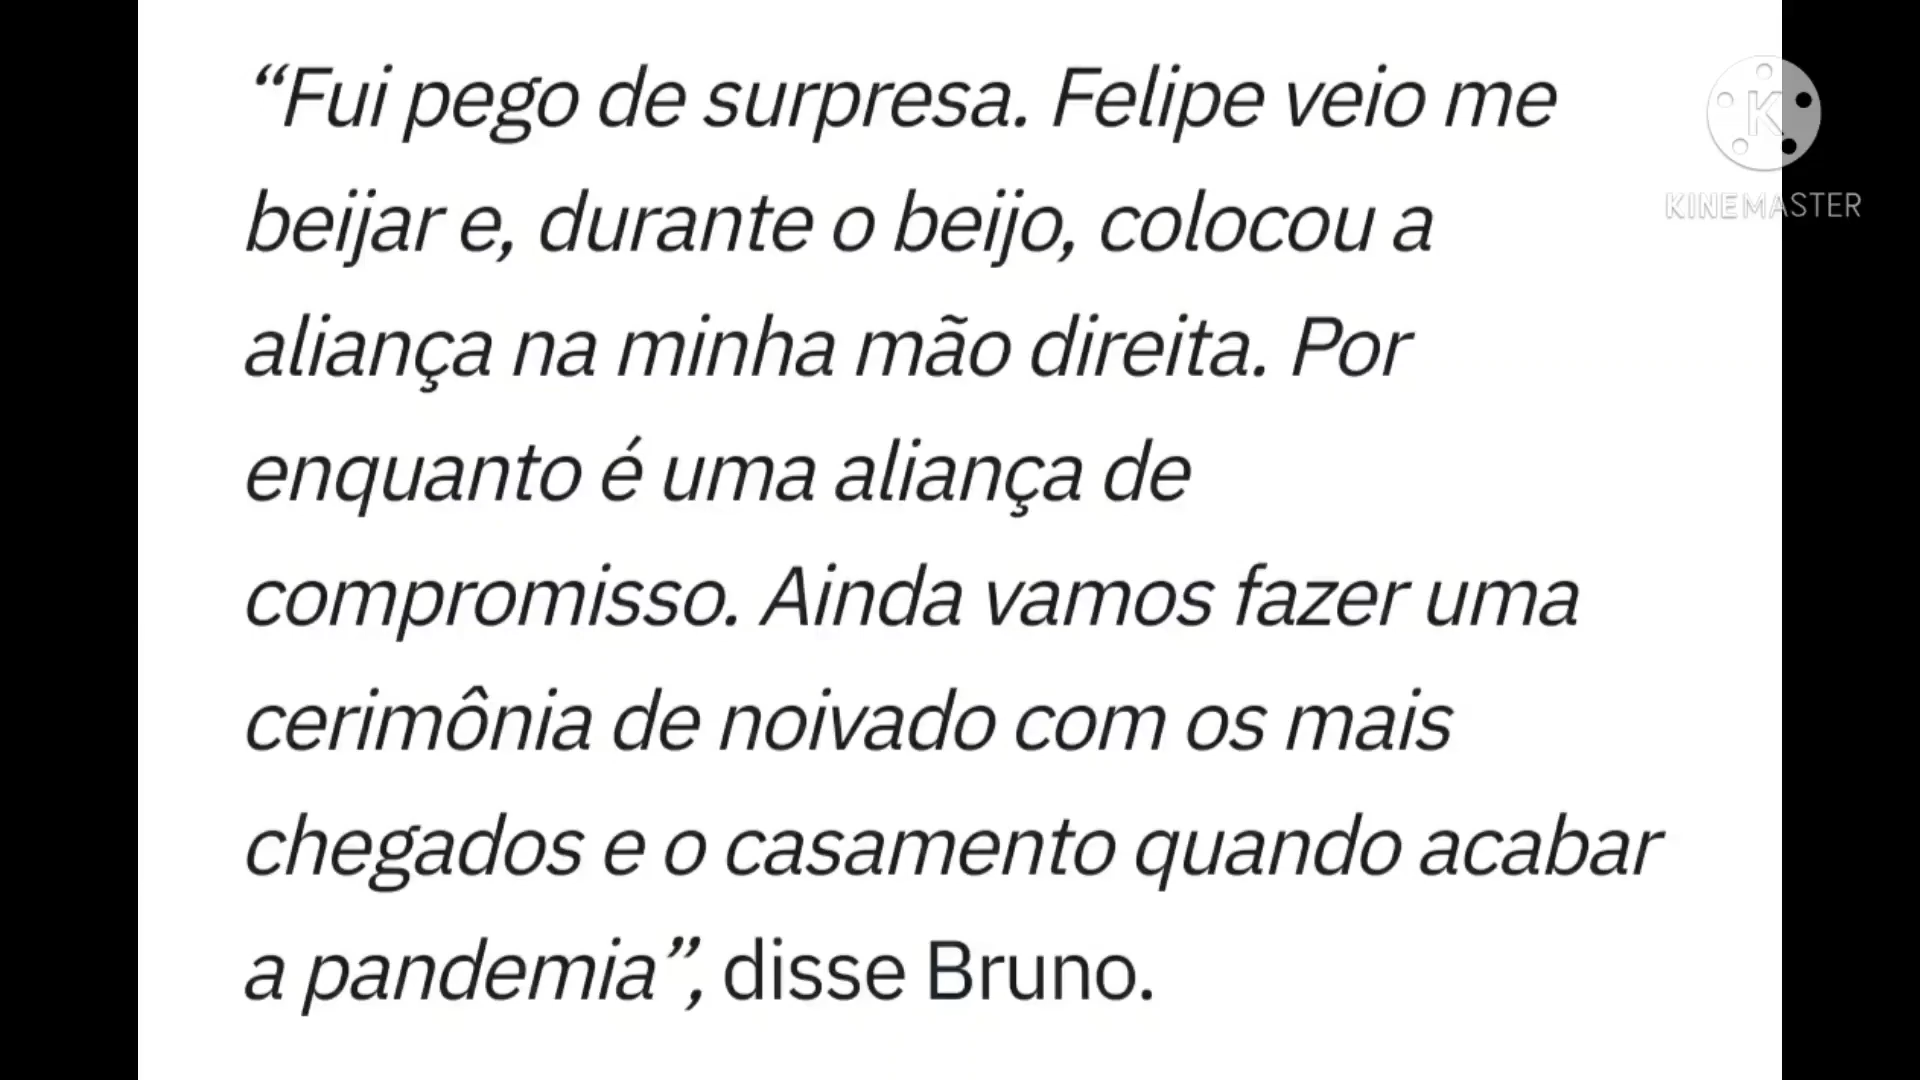 “Fui pego de surpresa. Felipe veio me
beijar e, durante o beijo, colocou a
aliança na minha mão direita. Por
enquanto é uma aliança de
compromisso. Ainda vamos fazer uma
cerimônia de noivado com os mais
chegados e o casamento quando acabar
a pandemia”, disse Bruno.
K
KINEMASTER